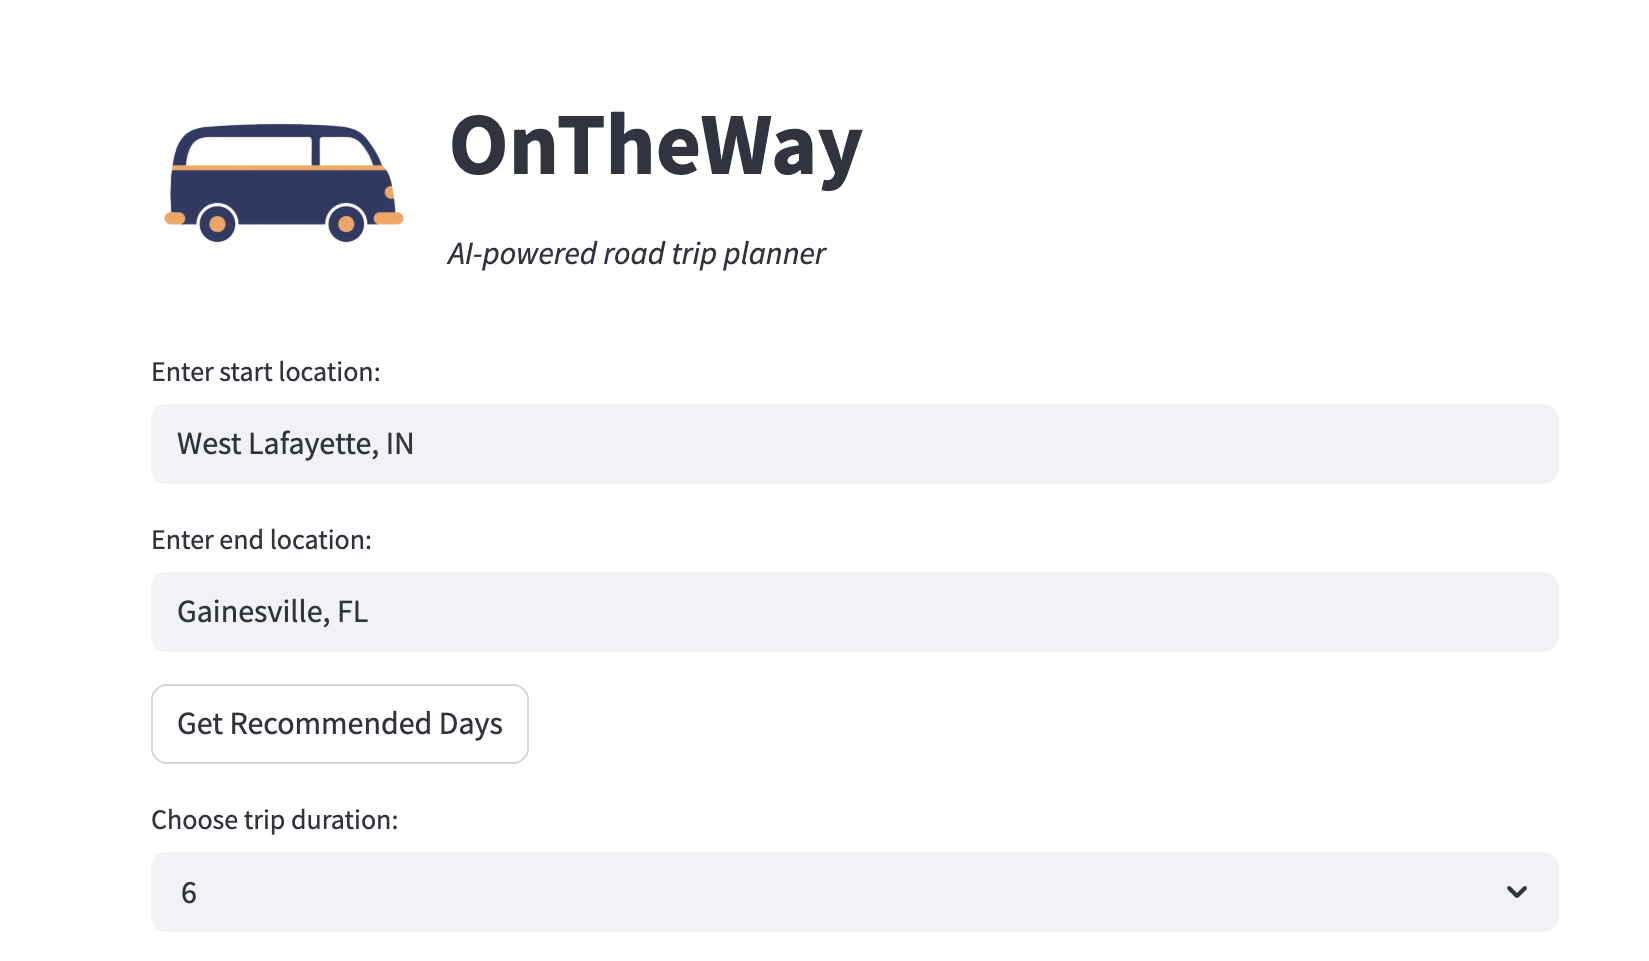 OnTheWay
AI-powered road trip planner
Enter start location:
West Lafayette, IN
Enter end location:
Gainesville, FL
Get Recommended Days
Choose trip duration:
6